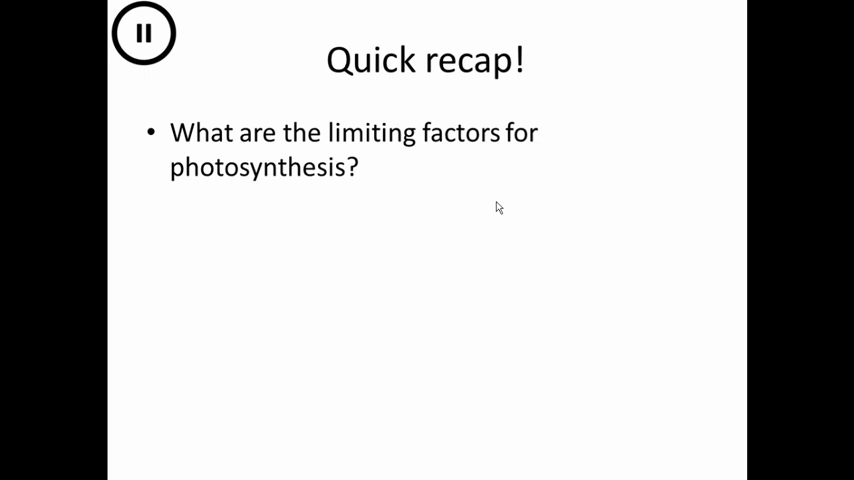 Quick recap!
• What are the limiting factors for
photosynthesis?